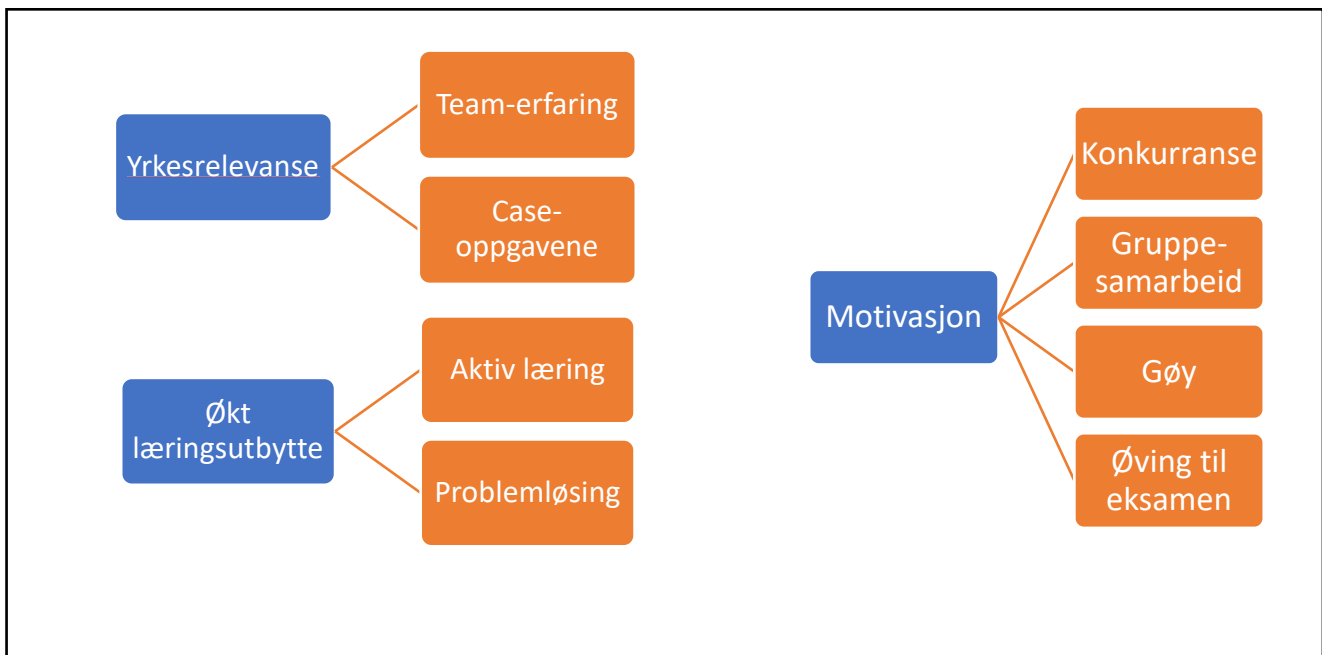 Yrkesrelevanse
Team-erfaring
Case-
oppgavene
Økt
læringsutbytte
Aktiv læring
Problemløsing
Motivasjon
Konkurranse
Gruppe-
samarbeid
Gøy
Øving til
eksamen